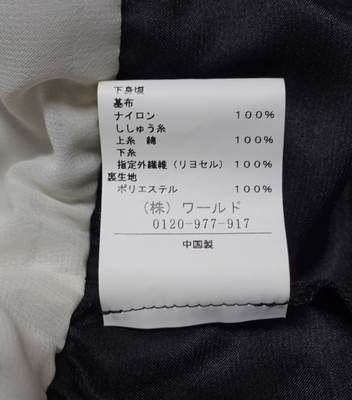 下身頃
基布
ナイロン 100%
ししゅう糸
上糸 綿 100%
下糸
指定外繊維(リヨセル) 100%
裏生地
ポリエステル 100%
(株)ワールド
0120-977-917
中国製